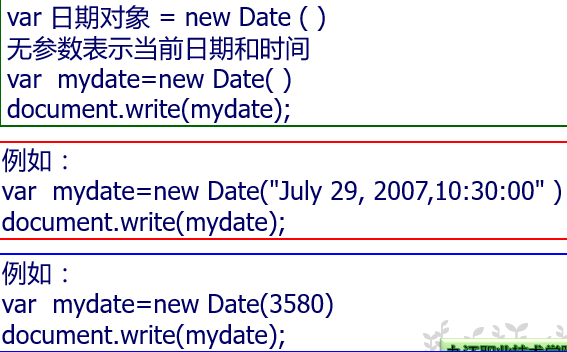 var 日期对象 = new Date ( )
无参数表示当前日期和时间
var  mydate=new Date( )
document.write(mydate);
例如：
var  mydate=new Date("July 29, 2007,10:30:00" )
document.write(mydate);
例如：
var  mydate=new Date(3580)
document.write(mydate);